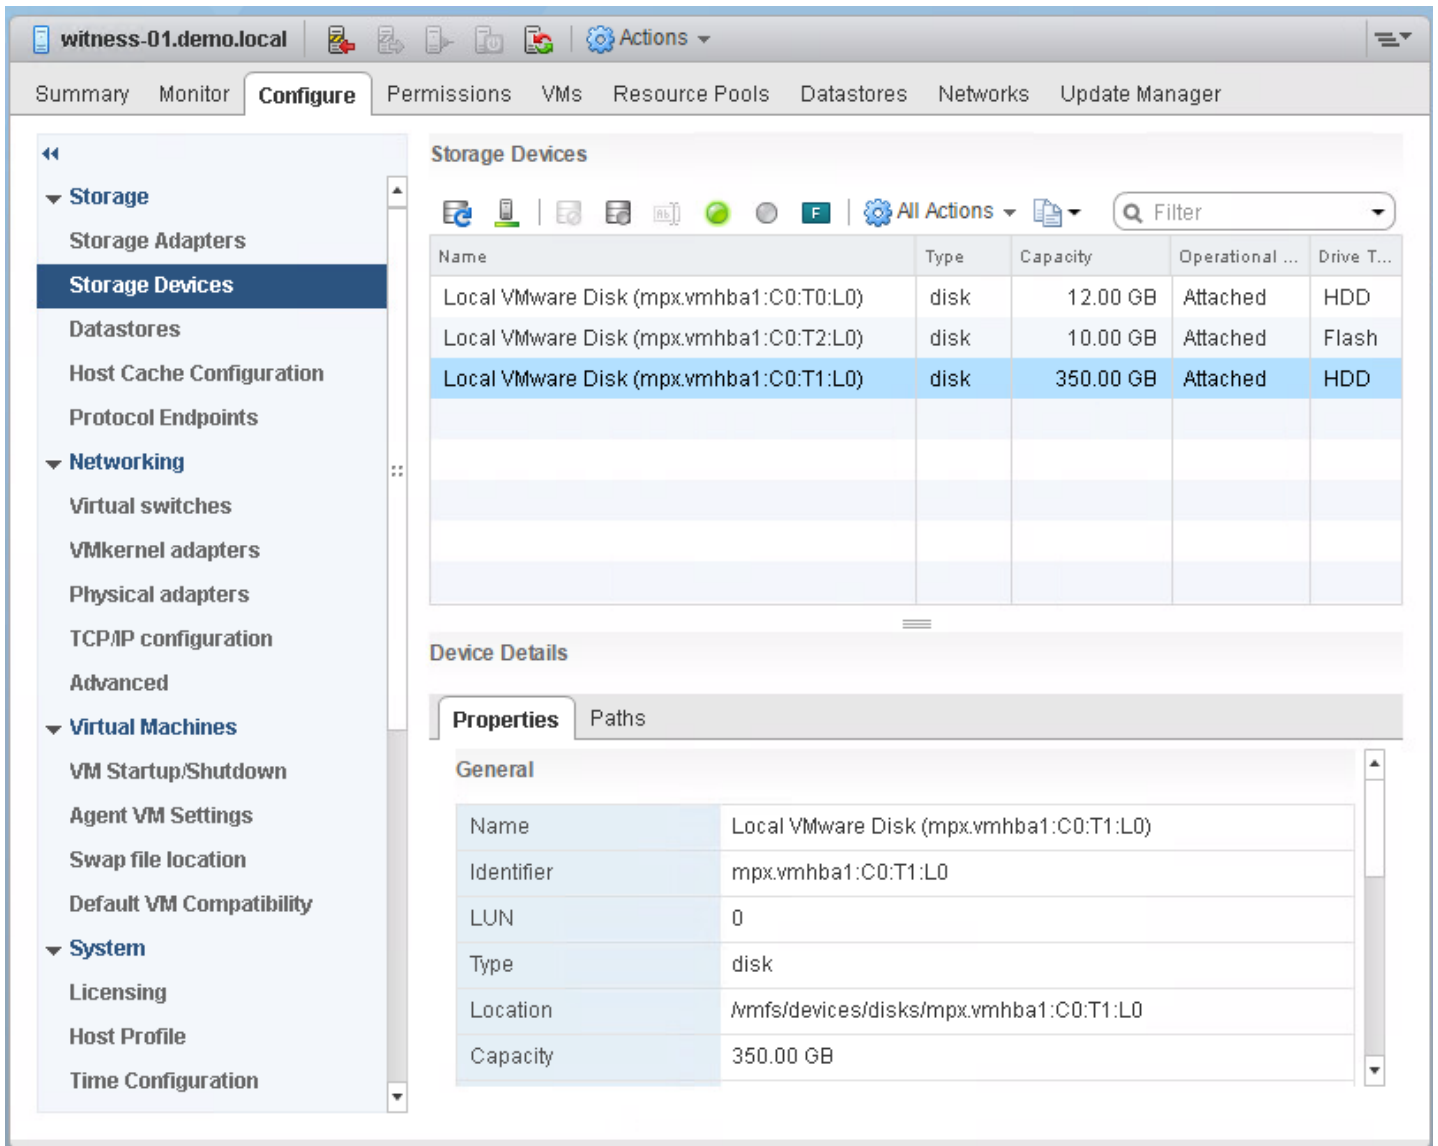 witness-01.demo.local Actions
Summary Monitor Configure Permissions VMs Resource Pools Datastores Networks Update Manager
Storage
Storage Adapters
Storage Devices
Datastores
Host Cache Configuration
Protocol Endpoints
Networking
Virtual switches
VMkernel adapters
Physical adapters
TCP/IP configuration
Advanced
Virtual Machines
VM Startup/Shutdown
Agent VM Settings
Swap file location
Default VM Compatibility
System
Licensing
Host Profile
Time Configuration
Storage Devices
F All Actions Filter
Name Type Capacity Operational ... Drive T...
Local VMware Disk (mpx.vmhba1:C0:T0:L0) disk 12.00 GB Attached HDD
Local VMware Disk (mpx.vmhba1:C0:T2:L0) disk 10.00 GB Attached Flash
Local VMware Disk (mpx.vmhba1:C0:T1:L0) disk 350.00 GB Attached HDD
Device Details
Properties Paths
General
Name Local VMware Disk (mpx.vmhba1:C0:T1:L0)
Identifier mpx.vmhba1:C0:T1:L0
LUN 0
Type disk
Location /vmfs/devices/disks/mpx.vmhba1:C0:T1:L0
Capacity 350.00 GB